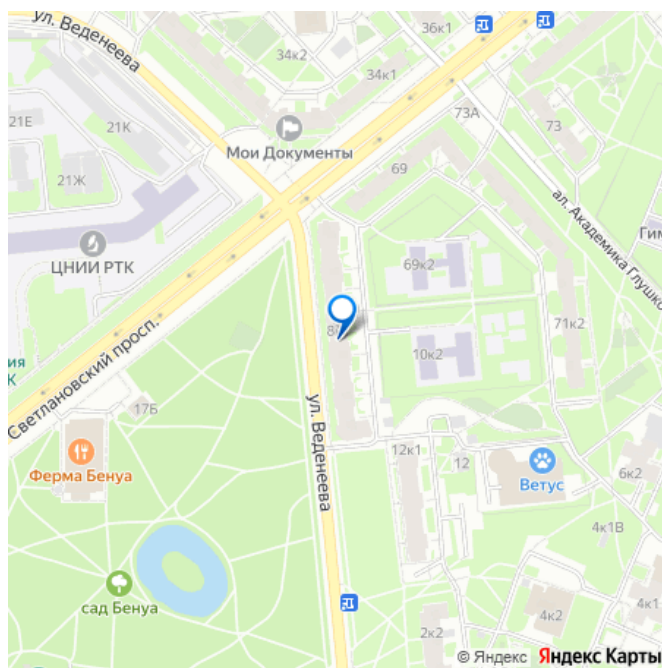 ул. Веденеева
36к1
34к2
34к1
73А
73
21Е
21К
Мои Документы
69
21Ж
ал. Академика Глушко
Гим
ЦНИИ РТК
69к2
71к2
10к2
ия
К
Светлановский просп.
17Б
ул. Веденеева
12к1
12
Ферма Бенуа
Ветус
6к2
4к1В
сад Бенуа
4к2
4к1
2к2
© Яндекс Яндекс Карты